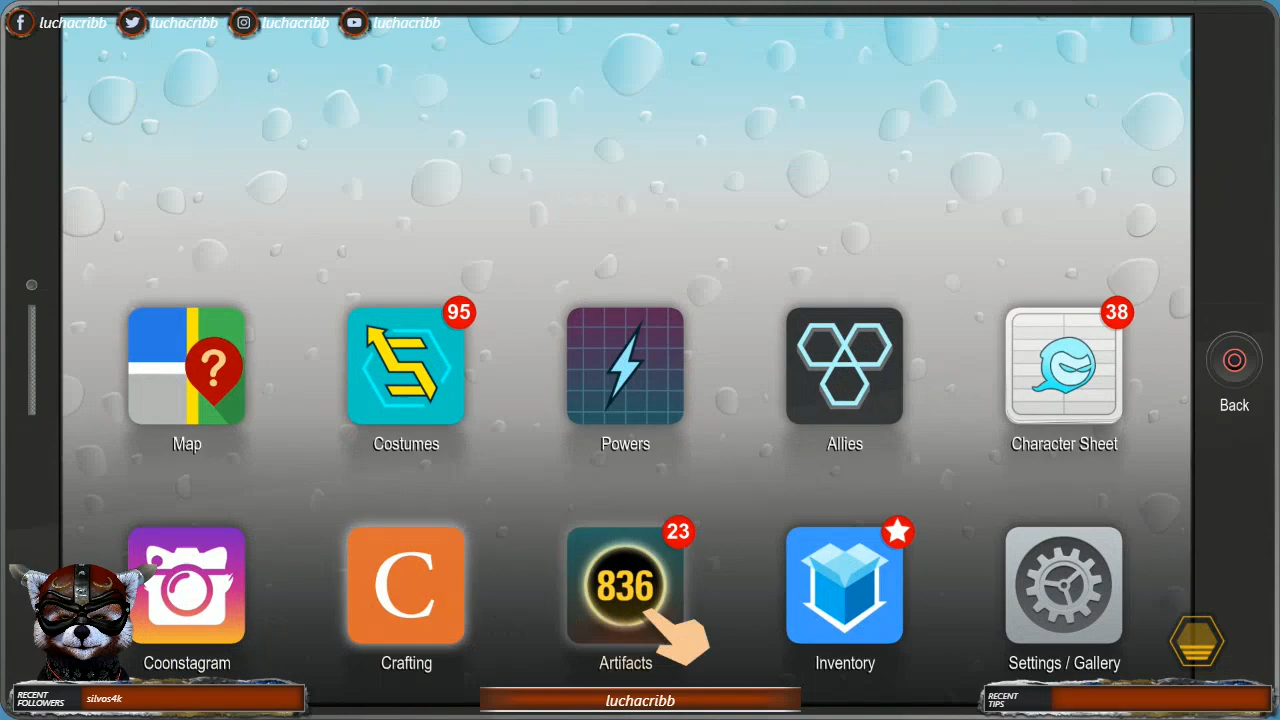 luchacribb luchacribb luchacribb luchacribb
95
38
Map Costumes Powers Allies Character Sheet
Back
23
C
836
Coonstagram Crafting Artifacts Inventory Settings / Gallery
RECENT FOLLOWERS silvos4k
luchacribb
RECENT TIPS